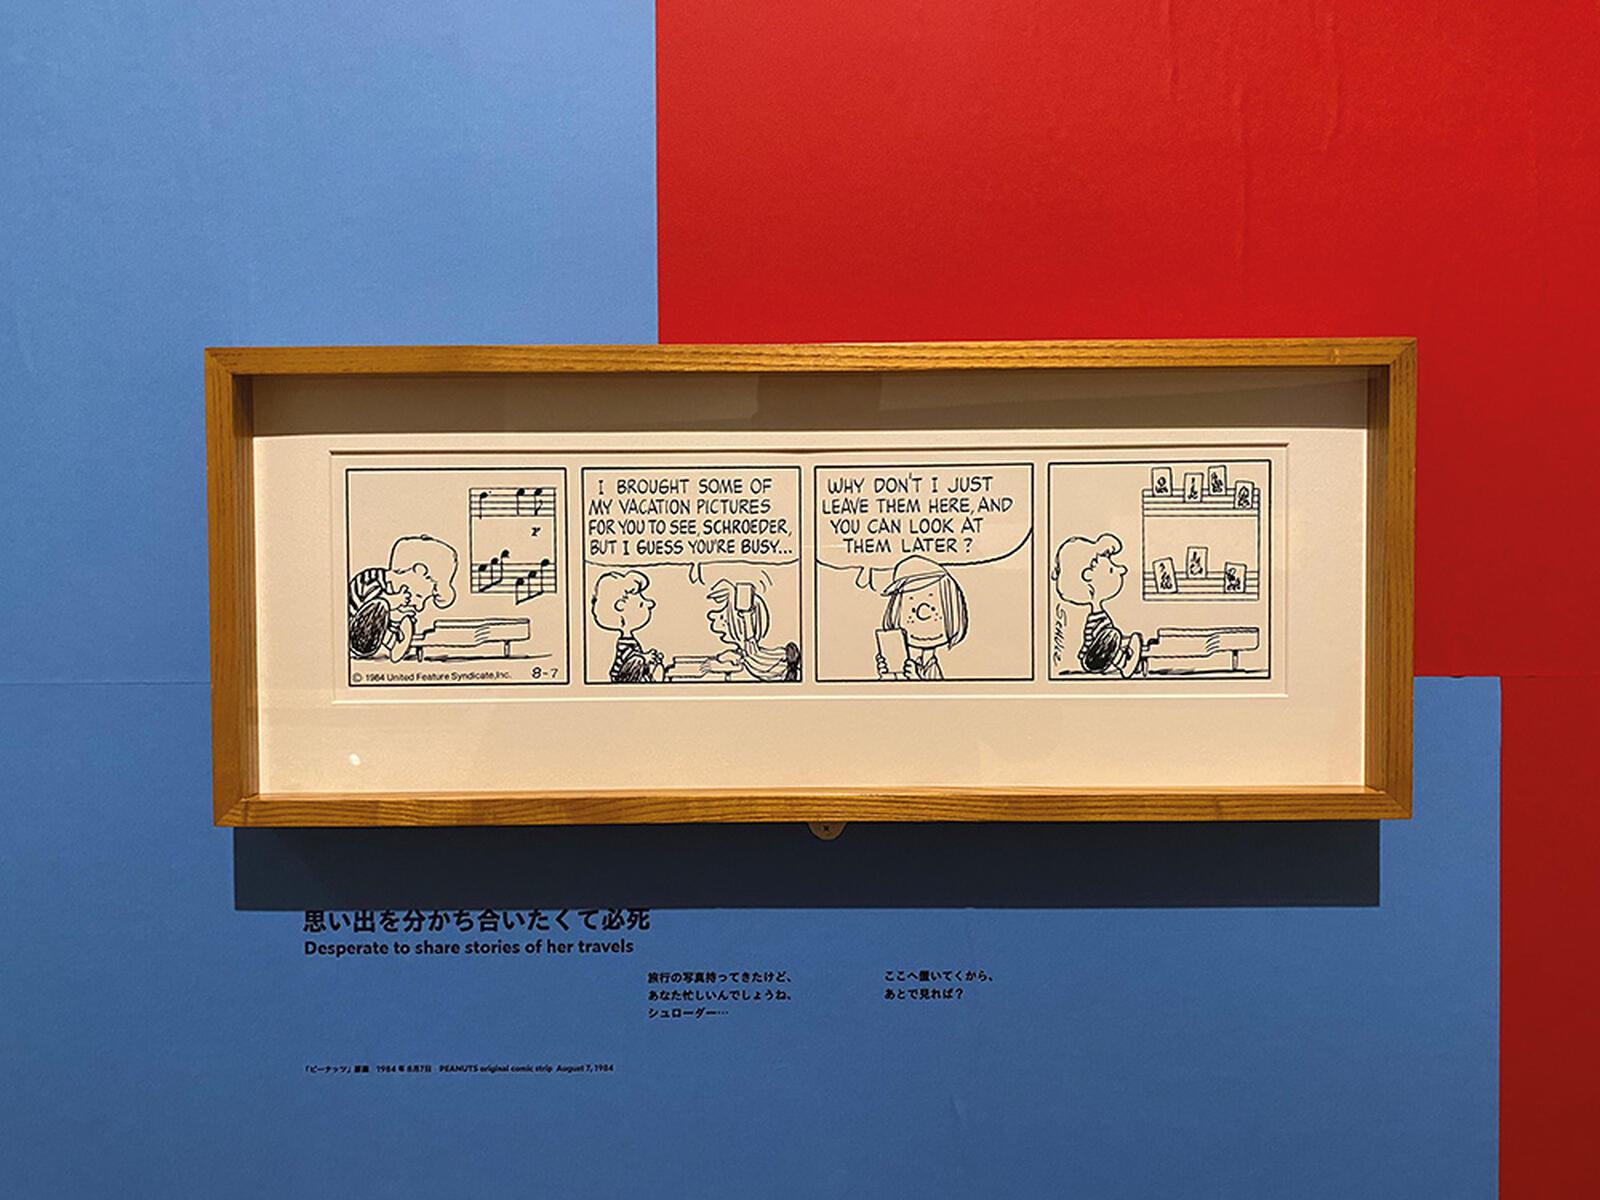 © 1984 United Feature Syndicate, Inc.
8-7
I BROUGHT SOME OF
MY VACATION PICTURES
FOR YOU TO SEE, SCHROEDER,
BUT I GUESS YOU'RE BUSY...
WHY DON'T I JUST
LEAVE THEM HERE, AND
YOU CAN LOOK AT
THEM LATER?
SCHULZ
思い出を分かち合いたくて必死
Desperate to share stories of her travels
旅行の写真持ってきたけど、
あなた忙しいんでしょうね、
シュローダー…
ここへ置いてくから、
あとで見れば？
「ピーナッツ」原画 1984年8月7日 PEANUTS original comic strip August 7, 1984